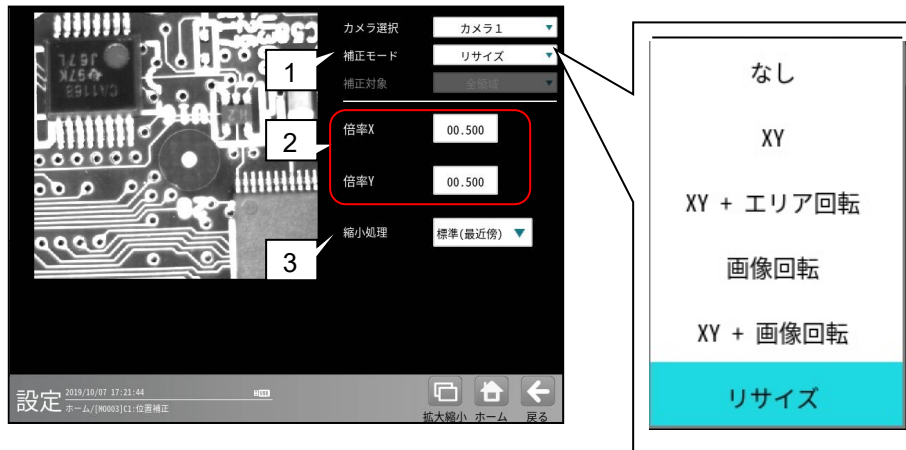 カメラ選択 カメラ1
補正モード リサイズ
補正対象 全領域
倍率X 00.500
倍率Y 00.500
縮小処理 標準(最近傍)
1
2
3
設定
2019/10/07 17:21:44
ホーム/[M0003]C1:位置補正
拡大縮小 ホーム 戻る
なし
XY
XY + エリア回転
画像回転
XY + 画像回転
リサイズ